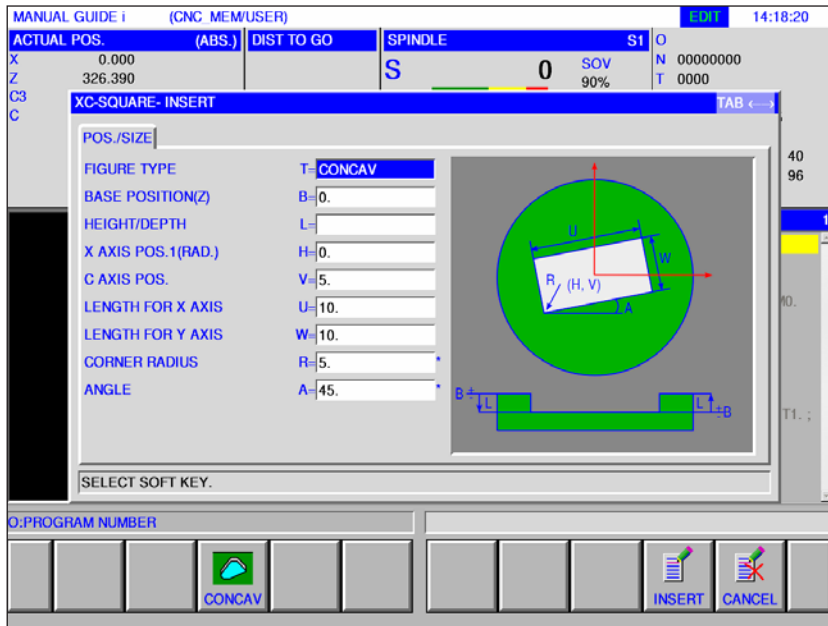 MANUAL GUIDE i (CNC_MEM/USER) EDIT 14:18:20
ACTUAL POS. (ABS.) DIST TO GO SPINDLE S1 O
X 0.000 S 0 SOV N 00000000
Z 326.390 90% T 0000
C3
C
XC-SQUARE- INSERT TAB
POS./SIZE
FIGURE TYPE T= CONCAV
BASE POSITION(Z) B= 0.
HEIGHT/DEPTH L=
X AXIS POS.1(RAD.) H= 0.
C AXIS POS. V= 5.
LENGTH FOR X AXIS U= 10.
LENGTH FOR Y AXIS W= 10.
CORNER RADIUS R= 5. *
ANGLE A= 45. *
U
W
R (H, V)
A
B ± L L ±B
40
96
1
M0.
T1. ;
SELECT SOFT KEY.
O:PROGRAM NUMBER
CONCAV INSERT CANCEL